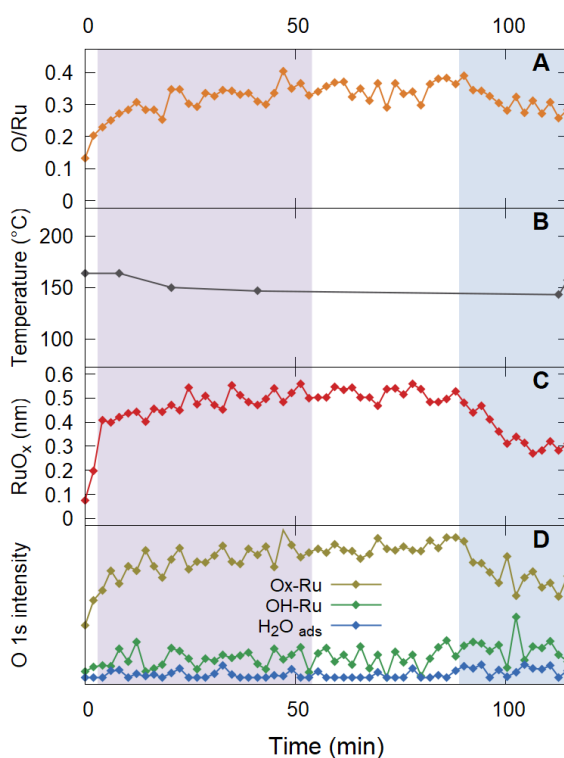 0 50 100
A
0.4
0.3
0.2
0.1
0
O/Ru
B
200
150
100
Temperature (°C)
C
0.6
0.5
0.4
0.3
0.2
0.1
0
RuOx (nm)
D
Ox-Ru
OH-Ru
H2O ads
O 1s intensity
0 50 100
Time (min)